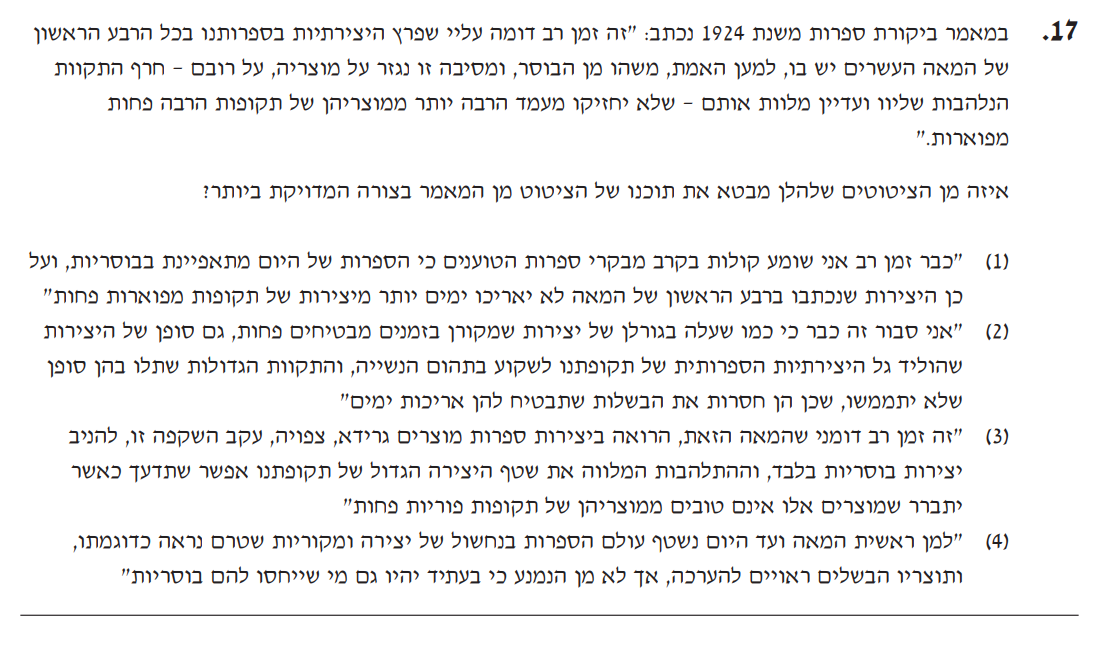 17. במאמר ביקורת ספרות משנת 1924 נכתב: "זה זמן רב דומה עליי שפרץ היצירתיות בספרותנו בכל הרבע הראשון
של המאה העשרים יש בו, למען האמת, משהו מן הבוסר, ומסיבה זו נגזר על מוצריה, על רובם – חרף התקוות
הנלהבות שליוו ועדיין מלוות אותם – שלא יחזיקו מעמד הרבה יותר ממוצריהן של תקופות הרבה פחות
מפוארות."
איזה מן הציטוטים שלהלן מבטא את תוכנו של הציטוט מן המאמר בצורה המדויקת ביותר?
(1) "כבר זמן רב אני שומע קולות בקרב מבקרי ספרות הטוענים כי הספרות של היום מתאפיינת בבוסריות, ועל
כן היצירות שנכתבו ברבע הראשון של המאה לא יאריכו ימים יותר מיצירות של תקופות מפוארות פחות"
(2) "אני סבור זה כבר כי כמו שעלה בגורלן של יצירות שמקורן בזמנים מבטיחים פחות, גם סופן של היצירות
שהוליד גל היצירתיות הספרותית של תקופתנו לשקוע בתהום הנשייה, והתקוות הגדולות שתלו בהן סופן
שלא יתממשו, שכן הן חסרות את הבשלות שתבטיח להן אריכות ימים"
(3) "זה זמן רב דומני שהמאה הזאת, הרואה ביצירות ספרות מוצרים גרידא, צפויה, עקב השקפה זו, להניב
יצירות בוסריות בלבד, וההתלהבות המלווה את שטף היצירה הגדול של תקופתנו אפשר שתדעך כאשר
יתברר שמוצרים אלו אינם טובים ממוצריהן של תקופות פוריות פחות"
(4) "למן ראשית המאה ועד היום נשטף עולם הספרות בנחשול של יצירה ומקוריות שטרם נראה כדוגמתו,
ותוצריו הבשלים ראויים להערכה, אך לא מן הנמנע כי בעתיד יהיו גם מי שייחסו להם בוסריות"